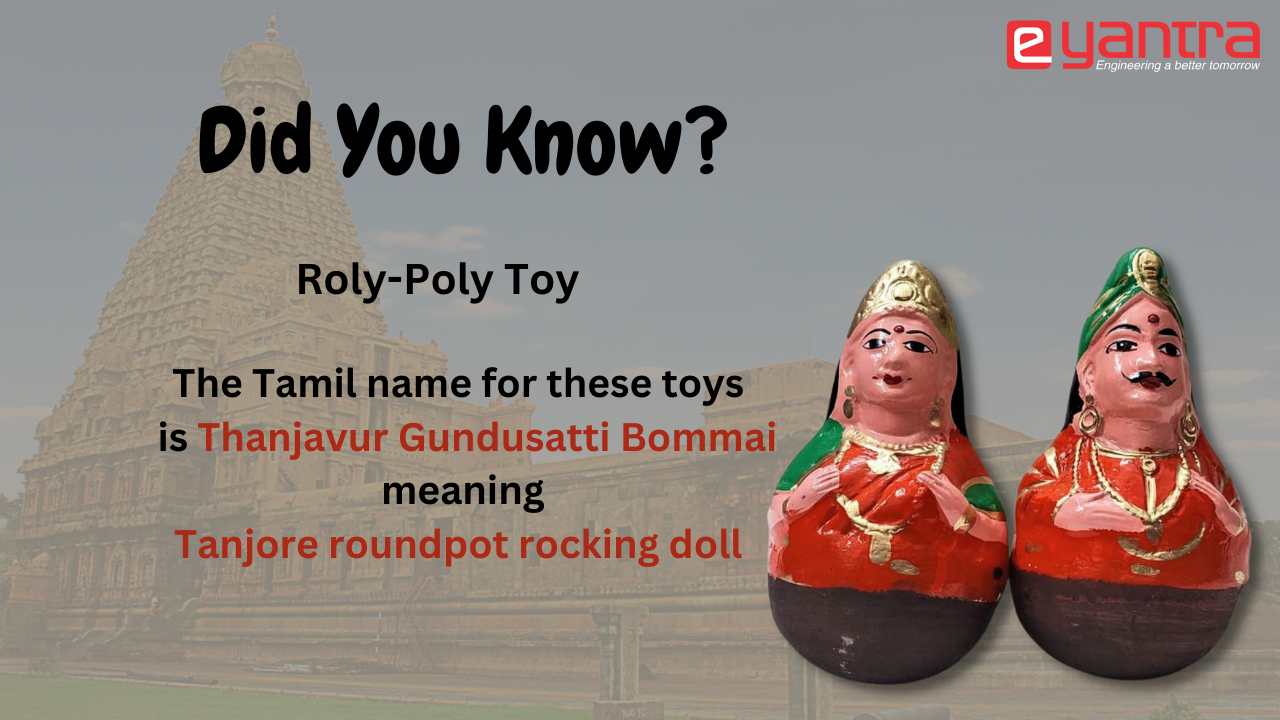 e yantra
Engineering a better tomorrow
Did You Know?
Roly-Poly Toy
The Tamil name for these toys
is Thanjavur Gundusatti Bommai
meaning
Tanjore roundpot rocking doll